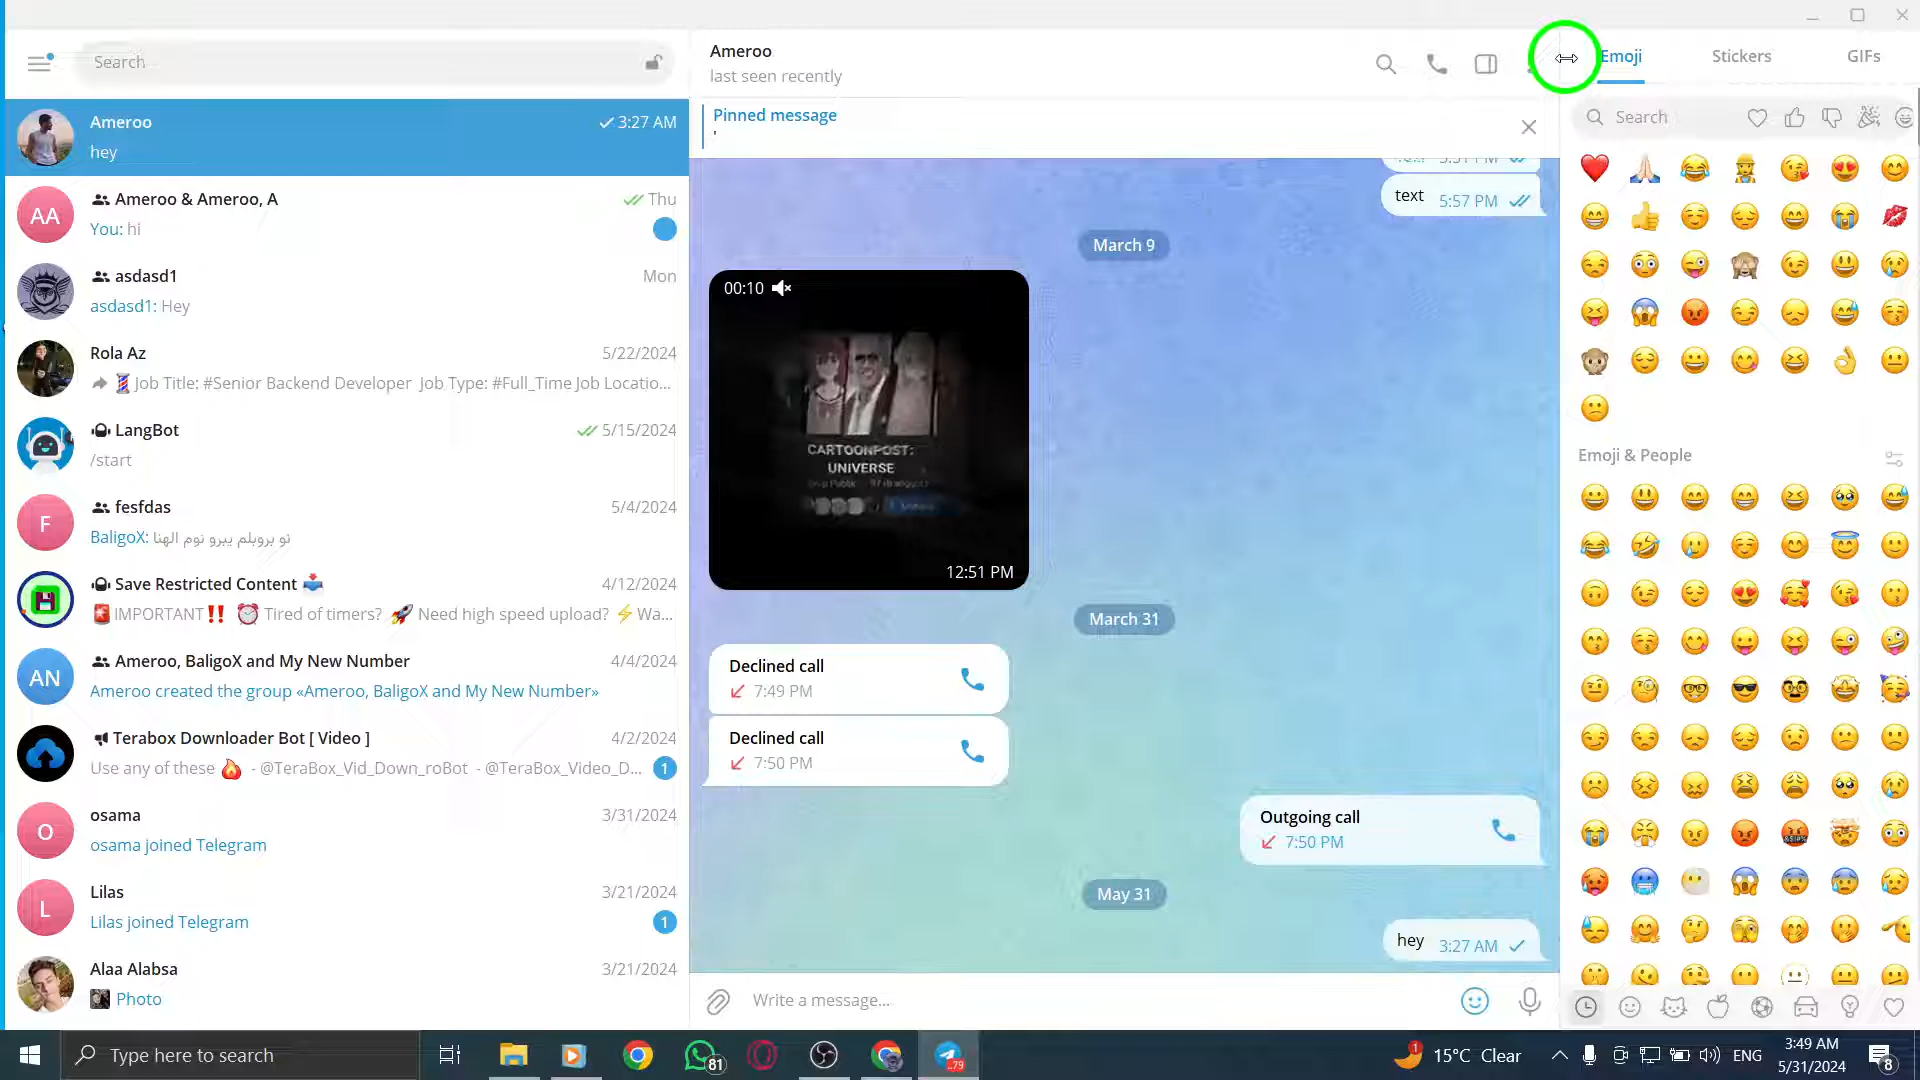 Search
Ameroo
3:27 AM
hey
Ameroo & Ameroo, A
Thu
You: hi
asdasd1
Mon
asdasd1: Hey
Rola Az
5/22/2024
💈Job Title: #Senior Backend Developer Job Type: #Full_Time Job Locatio...
LangBot
5/15/2024
/start
fesfdas
5/4/2024
BaligoX: نو بروبلم يبرو نوم الهنا
Save Restricted Content 📥
4/12/2024
🚨IMPORTANT‼️ ⏰ Tired of timers? 🚀 Need high speed upload? ⚡Wa...
Ameroo, BaligoX and My New Number
4/4/2024
Ameroo created the group «Ameroo, BaligoX and My New Number»
Terabox Downloader Bot [ Video ]
4/2/2024
Use any of these 🔥 - @TeraBox_Vid_Down_roBot - @TeraBox_Video_D...
1
osama
3/31/2024
osama joined Telegram
Lilas
3/21/2024
Lilas joined Telegram
1
Alaa Alabsa
3/21/2024
Photo
Ameroo
last seen recently
Pinned message
'
text 5:57 PM
March 9
00:10
CARTOONPOST:
UNIVERSE
12:51 PM
March 31
Declined call
7:49 PM
Declined call
7:50 PM
Outgoing call
7:50 PM
May 31
hey 3:27 AM
Write a message...
Emoji
Stickers
GIFs
Search
Emoji & People
Type here to search
81
..79
1
15°C Clear
ENG
3:49 AM
5/31/2024
8
AA
F
AN
O
L